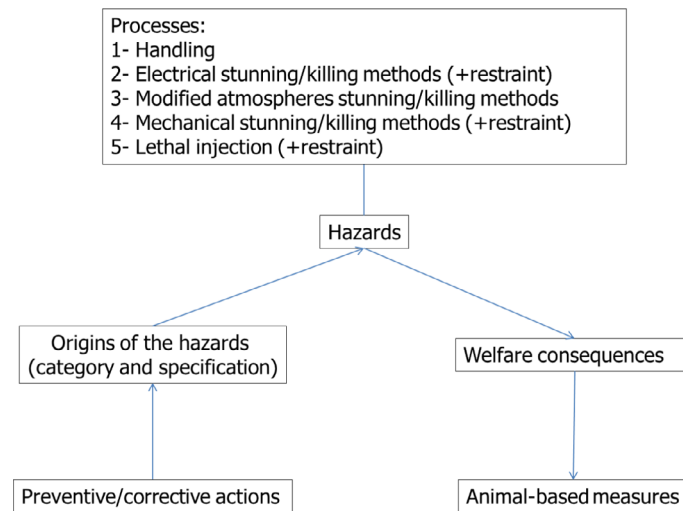 Processes:
1- Handling
2- Electrical stunning/killing methods (+restraint)
3- Modified atmospheres stunning/killing methods
4- Mechanical stunning/killing methods (+restraint)
5- Lethal injection (+restraint)
Hazards
Origins of the hazards
(category and specification)
Welfare consequences
Preventive/corrective actions
Animal-based measures